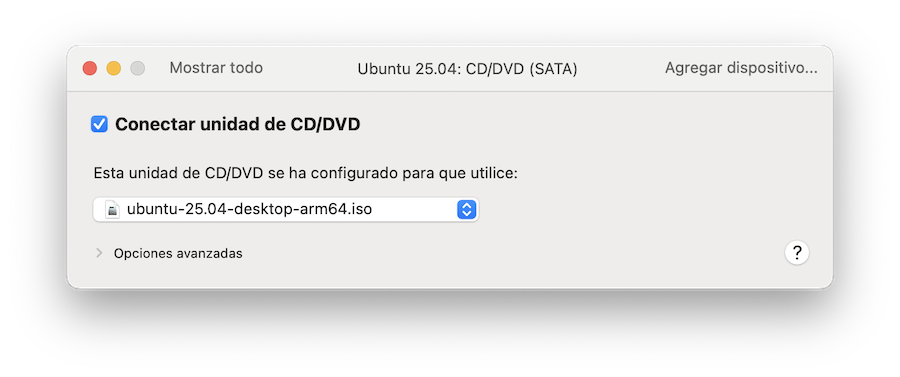 Mostrar todo
Ubuntu 25.04: CD/DVD (SATA)
Agregar dispositivo...
Conectar unidad de CD/DVD
Esta unidad de CD/DVD se ha configurado para que utilice:
ubuntu-25.04-desktop-arm64.iso
Opciones avanzadas
?